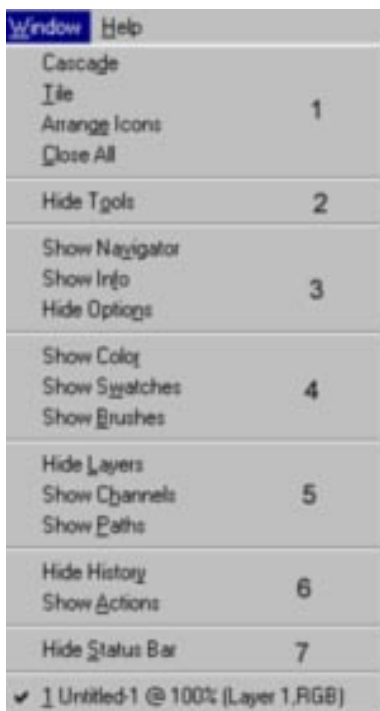 Window Help
Cascade
Tile
Arrange Icons 1
Close All
Hide Tools 2
Show Navigator
Show Info 3
Hide Options
Show Color
Show Swatches 4
Show Brushes
Hide Layers
Show Channels 5
Show Paths
Hide History 6
Show Actions
Hide Status Bar 7
✔ 1 Untitled-1 @ 100% (Layer 1,RGB)